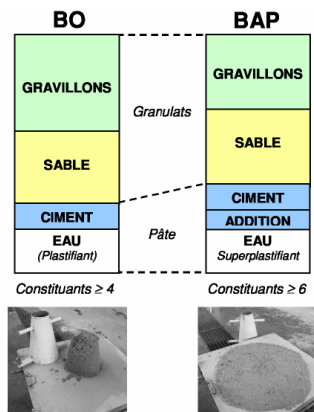 BO
BAP
GRAVILLONS
Granulats
GRAVILLONS
SABLE
SABLE
CIMENT
CIMENT
ADDITION
Pâte
EAU
(Plastifiant)
EAU
Superplastifiant
Constituants ≥ 4
Constituants ≥ 6